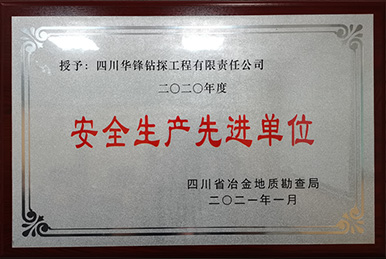 授予：四川华锋钻探工程有限责任公司
二〇二〇年度
安全生产先进单位
四川省冶金地质勘查局
二〇二一年一月